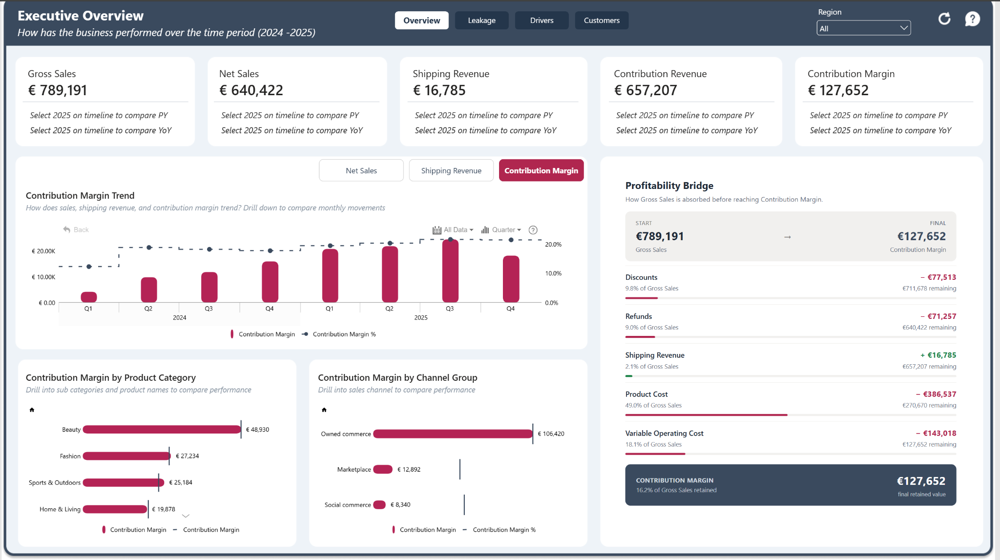 Executive Overview
How has the business performed over the time period (2024 -2025)
Overview
Leakage
Drivers
Customers
Region
All
?
Gross Sales
€ 789,191
Select 2025 on timeline to compare PY
Select 2025 on timeline to compare YoY
Net Sales
€ 640,422
Select 2025 on timeline to compare PY
Select 2025 on timeline to compare YoY
Shipping Revenue
€ 16,785
Select 2025 on timeline to compare PY
Select 2025 on timeline to compare YoY
Contribution Revenue
€ 657,207
Select 2025 on timeline to compare PY
Select 2025 on timeline to compare YoY
Contribution Margin
€ 127,652
Select 2025 on timeline to compare PY
Select 2025 on timeline to compare YoY
Net Sales
Shipping Revenue
Contribution Margin
Contribution Margin Trend
How does sales, shipping revenue, and contribution margin trend? Drill down to compare monthly movements
Back
All Data
Quarter
?
€ 20.00K
€ 10.00K
€ 0.00
20.0%
10.0%
0.0%
Q1 Q2 Q3 Q4 Q1 Q2 Q3 Q4
2024 2025
Contribution Margin Contribution Margin %
Contribution Margin by Product Category
Drill into sub categories and product names to compare performance
Beauty € 48,930
Fashion € 27,234
Sports & Outdoors € 25,184
Home & Living € 19,878
Contribution Margin Contribution Margin
Contribution Margin by Channel Group
Drill into sales channel to compare performance
Owned commerce € 106,420
Marketplace € 12,892
Social commerce € 8,340
Contribution Margin Contribution Margin %
Profitability Bridge
How Gross Sales is absorbed before reaching Contribution Margin.
START
€789,191
Gross Sales
→
FINAL
€127,652
Contribution Margin
Discounts − €77,513
9.8% of Gross Sales €711,678 remaining
Refunds − €71,257
9.0% of Gross Sales €640,422 remaining
Shipping Revenue + €16,785
2.1% of Gross Sales €657,207 remaining
Product Cost − €386,537
49.0% of Gross Sales €270,670 remaining
Variable Operating Cost − €143,018
18.1% of Gross Sales €127,652 remaining
CONTRIBUTION MARGIN €127,652
16.2% of Gross Sales retained final retained value